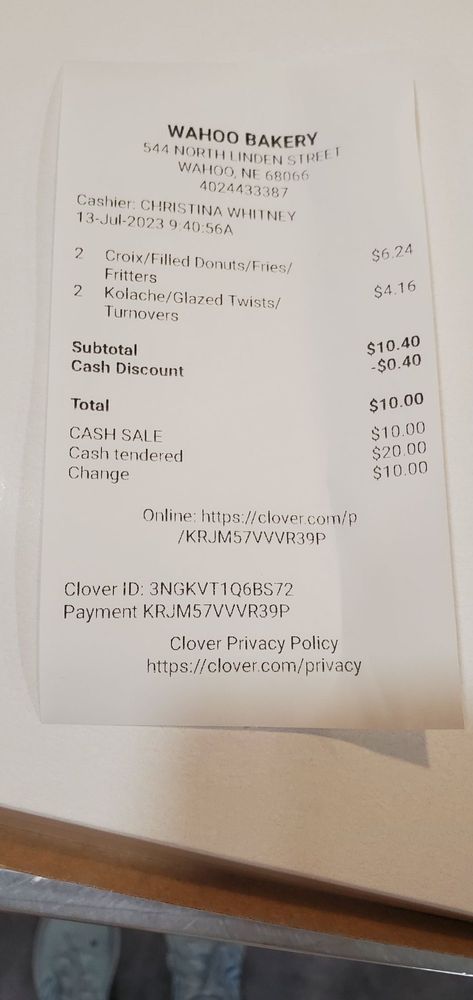 WAHOO BAKERY
544 NORTH LINDEN STREET
WAHOO, NE 68066
4024433387
Cashier: CHRISTINA WHITNEY
13-Jul-2023 9:40:56A
2 Croix/Filled Donuts/Fries/ $6.24
Fritters
2 Kolache/Glazed Twists/ $4.16
Turnovers
Subtotal $10.40
Cash Discount -$0.40
Total $10.00
CASH SALE $10.00
Cash tendered $20.00
Change $10.00
Online: https://clover.com/p
/KRJM57VVVR39P
Clover ID: 3NGKVT1Q6BS72
Payment KRJM57VVVR39P
Clover Privacy Policy
https://clover.com/privacy